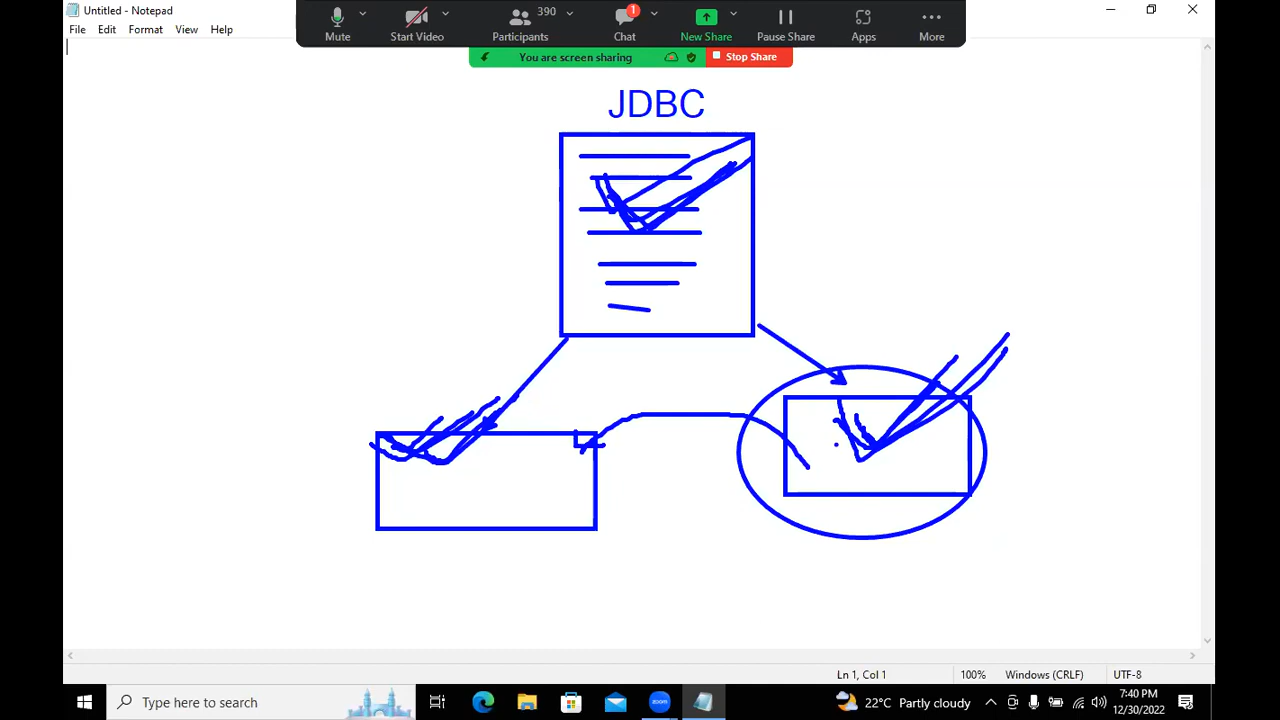 Untitled - Notepad
File Edit Format View Help
390
1
Mute
Start Video
Participants
Chat
New Share
Pause Share
Apps
More
You are screen sharing
Stop Share
JDBC
Ln 1, Col 1
100%
Windows (CRLF)
UTF-8
Type here to search
zoom
22°C Partly cloudy
7:40 PM
12/30/2022